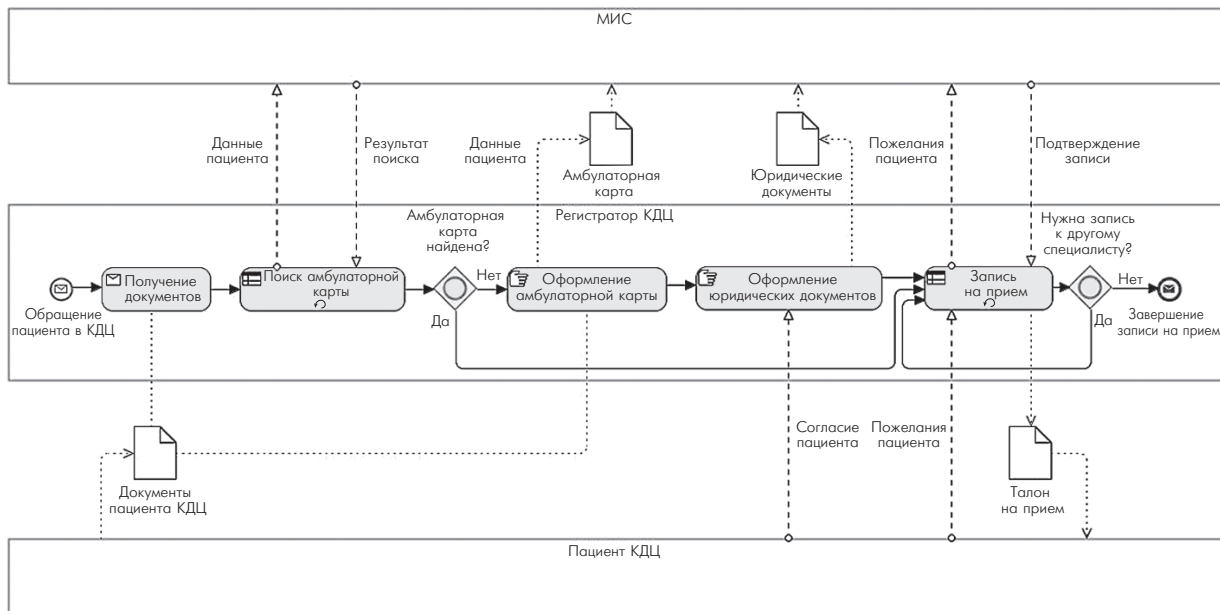 МИС
Данные
пациента
Результат
поиска
Данные
пациента
Амбулаторная
карта
Юридические
документы
Пожелания
пациента
Подтверждение
записи
Регистратор КДЦ
Амбулаторная
карта
найдена?
Нужна запись
к другому
специалисту?
Обращение
пациента в КДЦ
Получение
документов
Поиск амбулаторной
карты
Нет
Да
Оформление
амбулаторной карты
Оформление
юридических документов
Запись
на прием
Нет
Да
Завершение
записи на прием
Документы
пациента КДЦ
Согласие
пациента
Пожелания
пациента
Талон
на прием
Пациент КДЦ